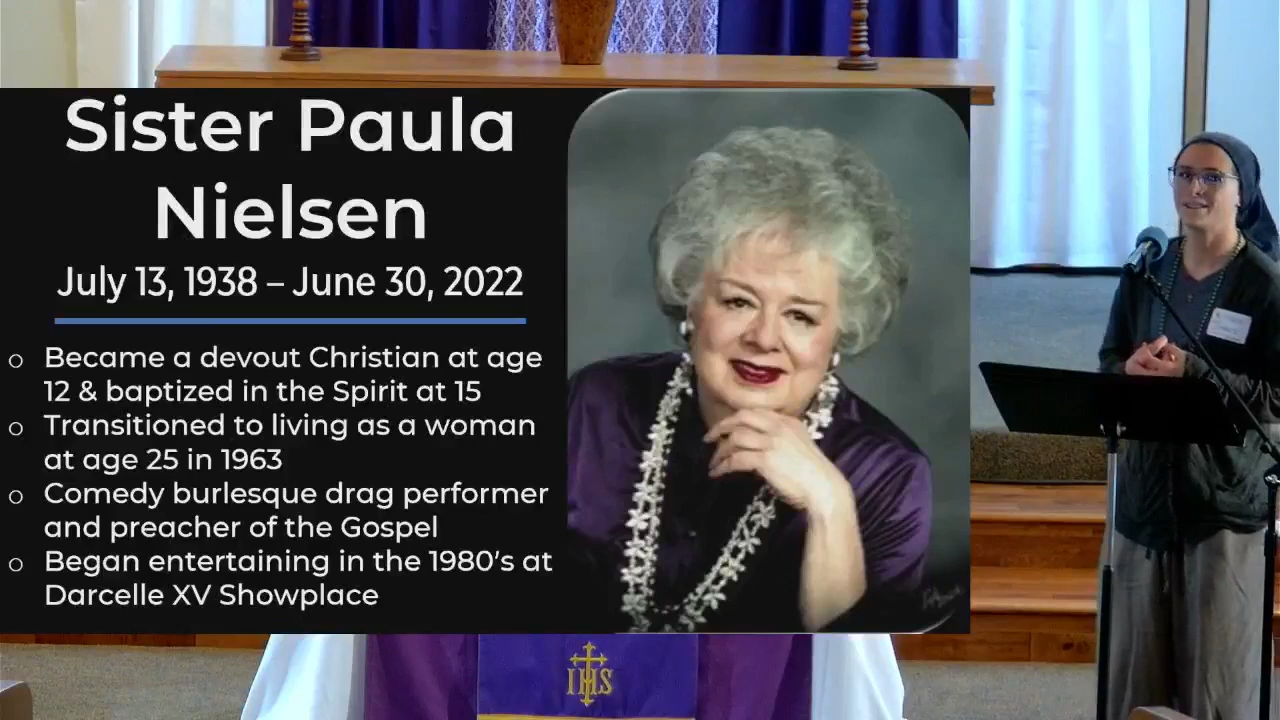 Sister Paula
Nielsen
July 13, 1938 – June 30, 2022
o Became a devout Christian at age
12 & baptized in the Spirit at 15
o Transitioned to living as a woman
at age 25 in 1963
o Comedy burlesque drag performer
and preacher of the Gospel
o Began entertaining in the 1980's at
Darcelle XV Showplace
IHS